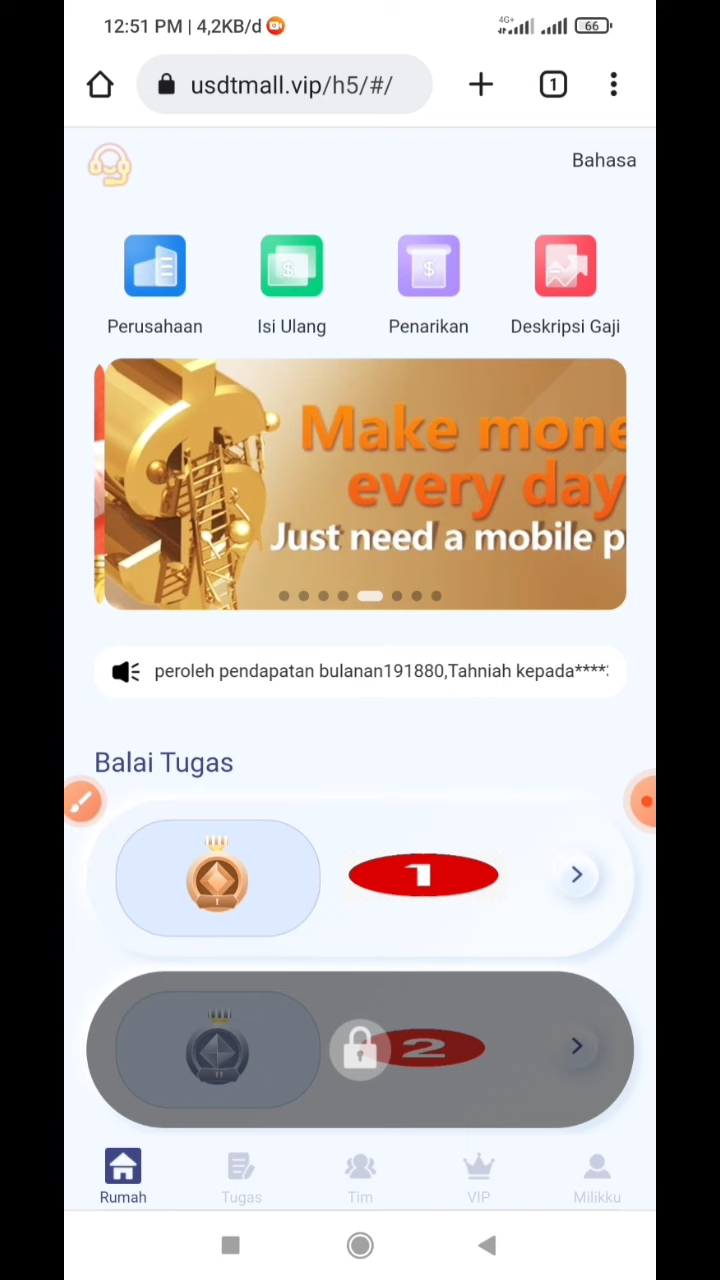 12:51 PM | 4,2KB/d
4G+
66
usdtmall.vip/h5/#/
1
Bahasa
Perusahaan
Isi Ulang
Penarikan
Deskripsi Gaji
Make mone
every day
Just need a mobile p
peroleh pendapatan bulanan191880,Tahniah kepada****
Balai Tugas
1
2
Rumah
Tugas
Tim
VIP
Milikku